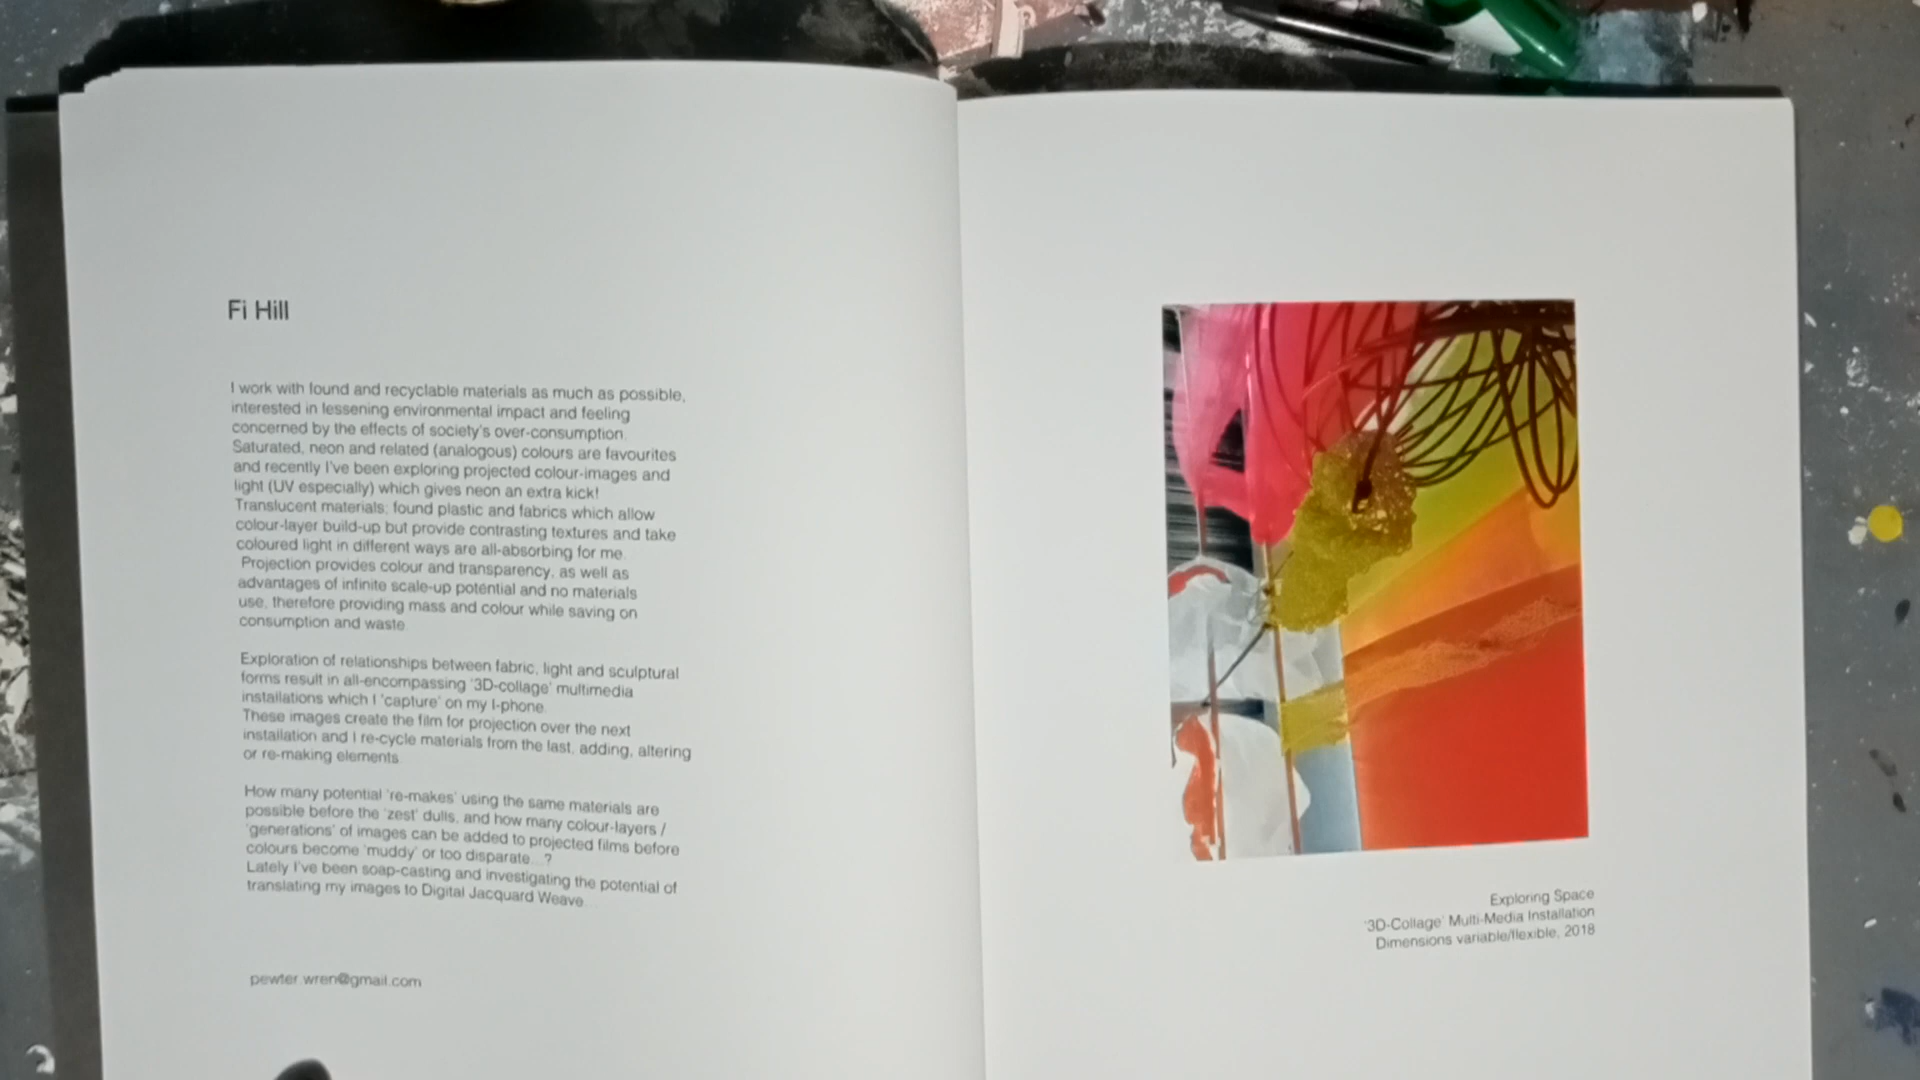 Fi Hill
I work with found and recyclable materials as much as possible,
interested in lessening environmental impact and feeling
concerned by the effects of society's over-consumption.
Saturated, neon and related (analogous) colours are favourites
and recently I've been exploring projected colour-images and
light (UV especially) which gives neon an extra kick!
Translucent materials; found plastic and fabrics which allow
colour-layer build-up but provide contrasting textures and take
coloured light in different ways are all-absorbing for me.
Projection provides colour and transparency, as well as
advantages of infinite scale-up potential and no materials
use, therefore providing mass and colour while saving on
consumption and waste.
Exploration of relationships between fabric, light and sculptural
forms result in all-encompassing '3D-collage' multimedia
installations which I 'capture' on my I-phone.
These images create the film for projection over the next
installation and I re-cycle materials from the last, adding, altering
or re-making elements.
How many potential 're-makes' using the same materials are
possible before the 'zest' dulls, and how many colour-layers /
'generations' of images can be added to projected films before
colours become 'muddy' or too disparate...?
Lately I've been soap-casting and investigating the potential of
translating my images to Digital Jacquard Weave...
pewter.wren@gmail.com
Exploring Space
'3D-Collage' Multi-Media Installation
Dimensions variable/flexible, 2018